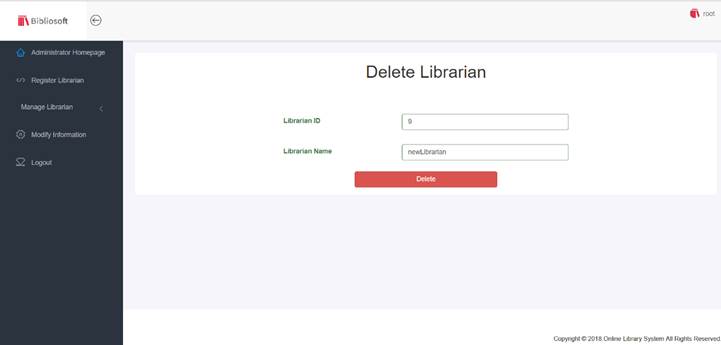 Bibliosoft
root
Administrator Homepage
Register Librarian
Manage Librarian
Modify Information
Logout
Delete Librarian
Librarian ID
9
Librarian Name
newLibrarian
Delete
Copyright © 2018.Online Library System All Rights Reserved